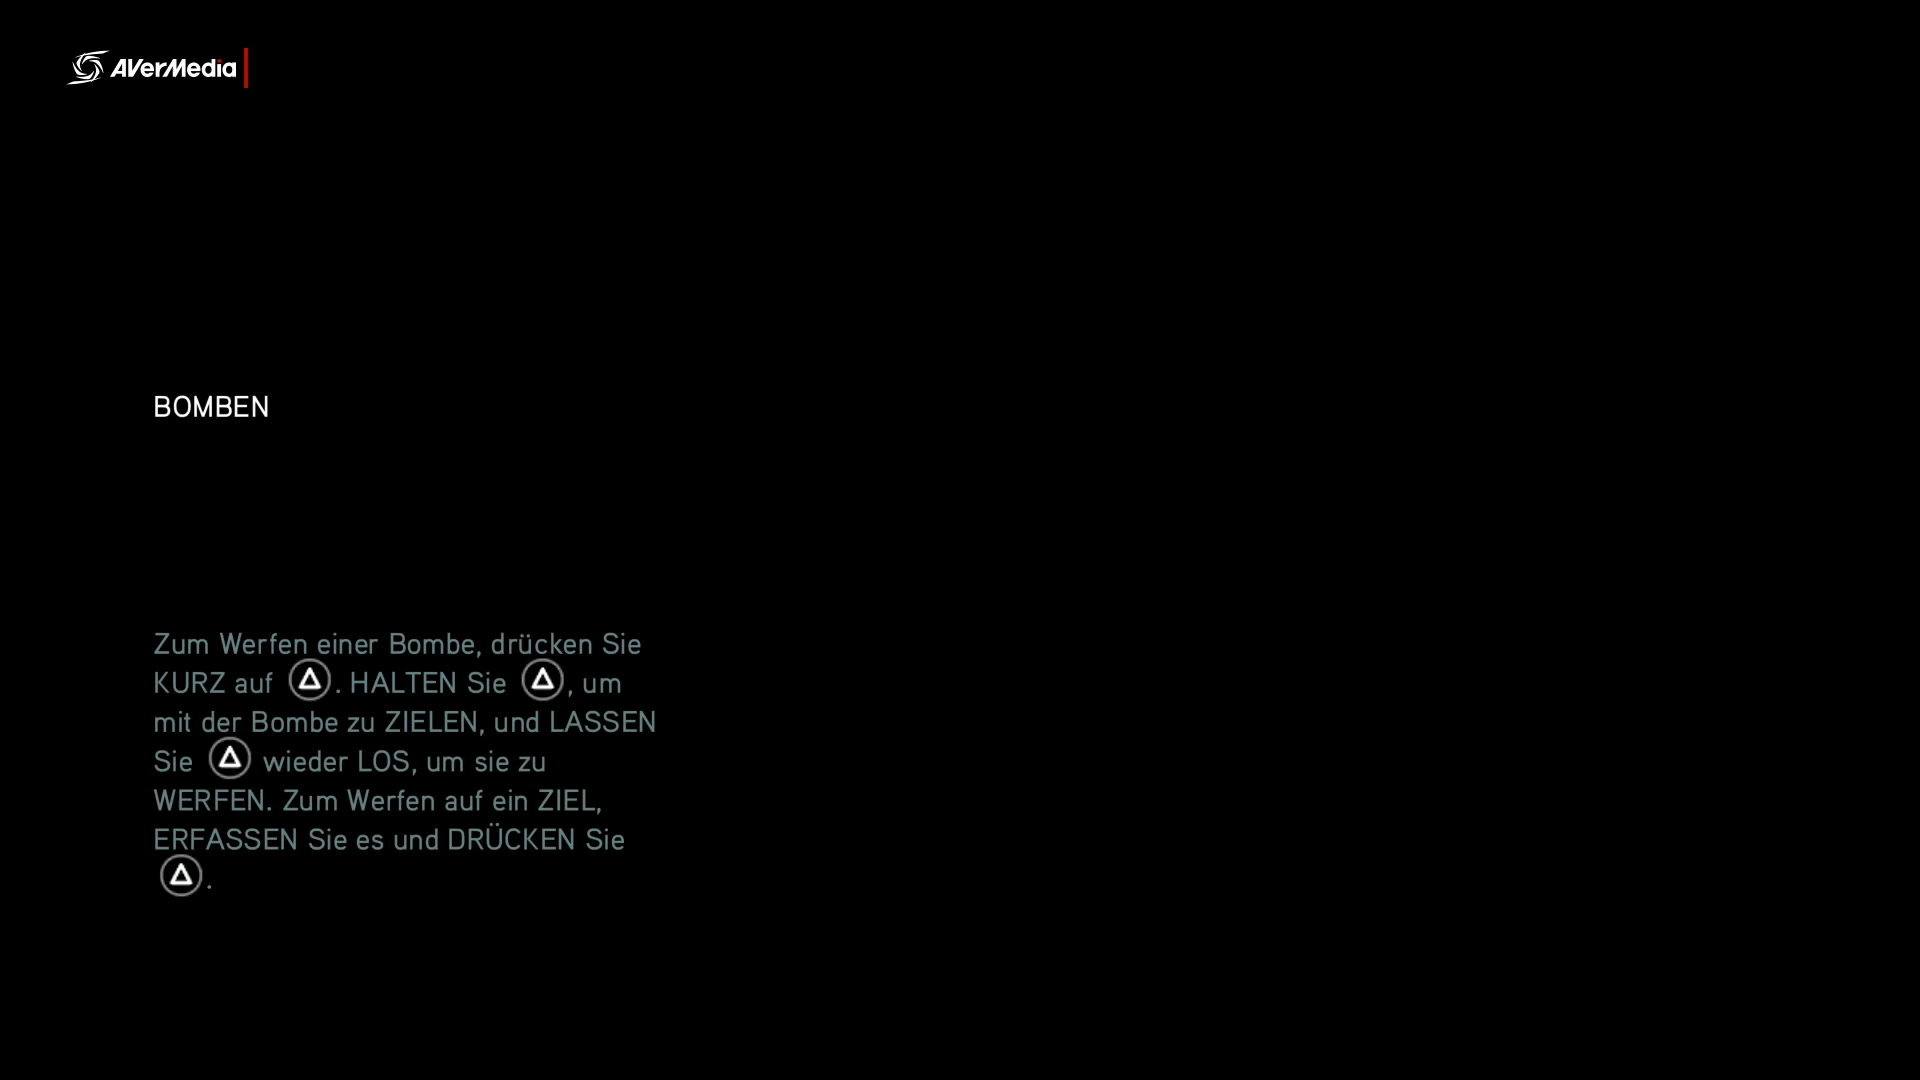 AVerMedia
BOMBEN
Zum Werfen einer Bombe, drücken Sie
KURZ auf △. HALTEN Sie △, um
mit der Bombe zu ZIELEN, und LASSEN
Sie △ wieder LOS, um sie zu
WERFEN. Zum Werfen auf ein ZIEL,
ERFASSEN Sie es und DRÜCKEN Sie
△.